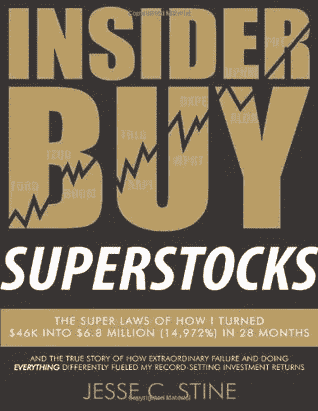 INSIDER
BUY
SUPERSTOCKS
THE SUPER LAWS OF HOW I TURNED
$46K INTO $6.8 MILLION (14,972%) IN 28 MONTHS
AND THE TRUE STORY OF HOW EXTRAORDINARY FAILURE AND DOING
EVERYTHING DIFFERENTLY FUELED MY RECORD-SETTING INVESTMENT RETURNS
JESSE C. STINE